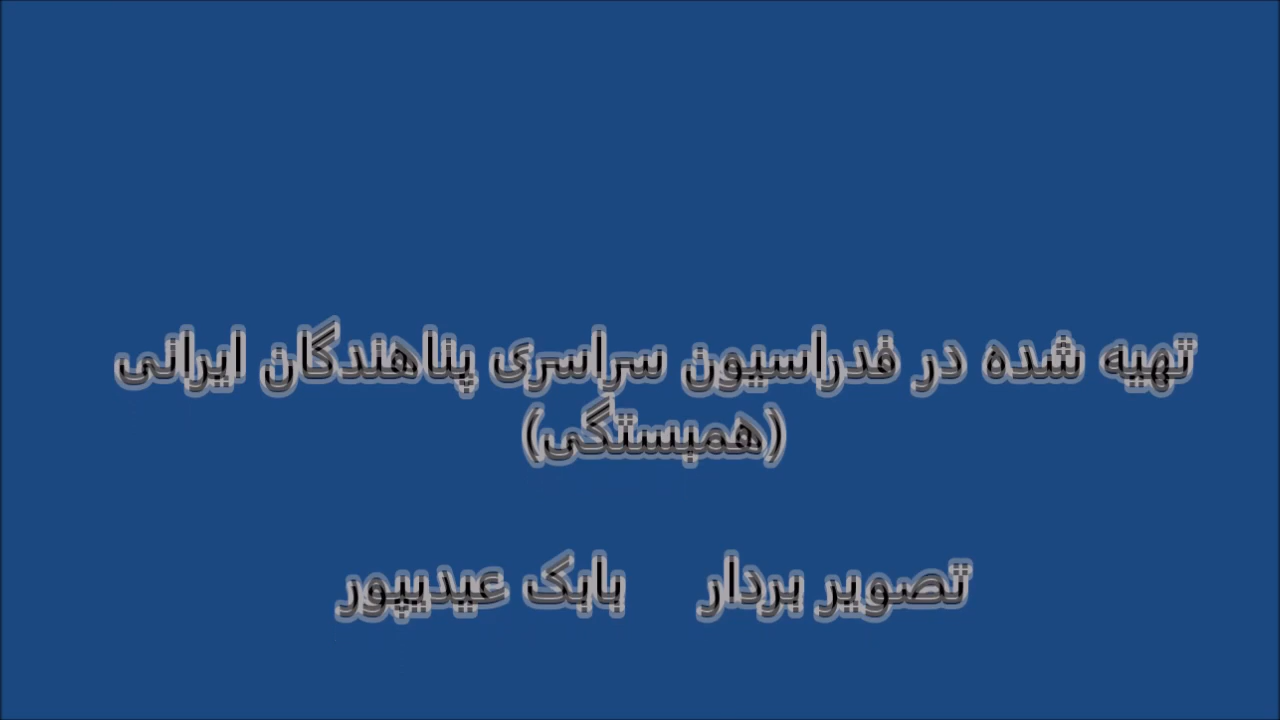 تهیه شده در فدراسیون سراسری پناهندگان ایرانی
(همبستگی)
تصویر بردار بابک عیدیپور